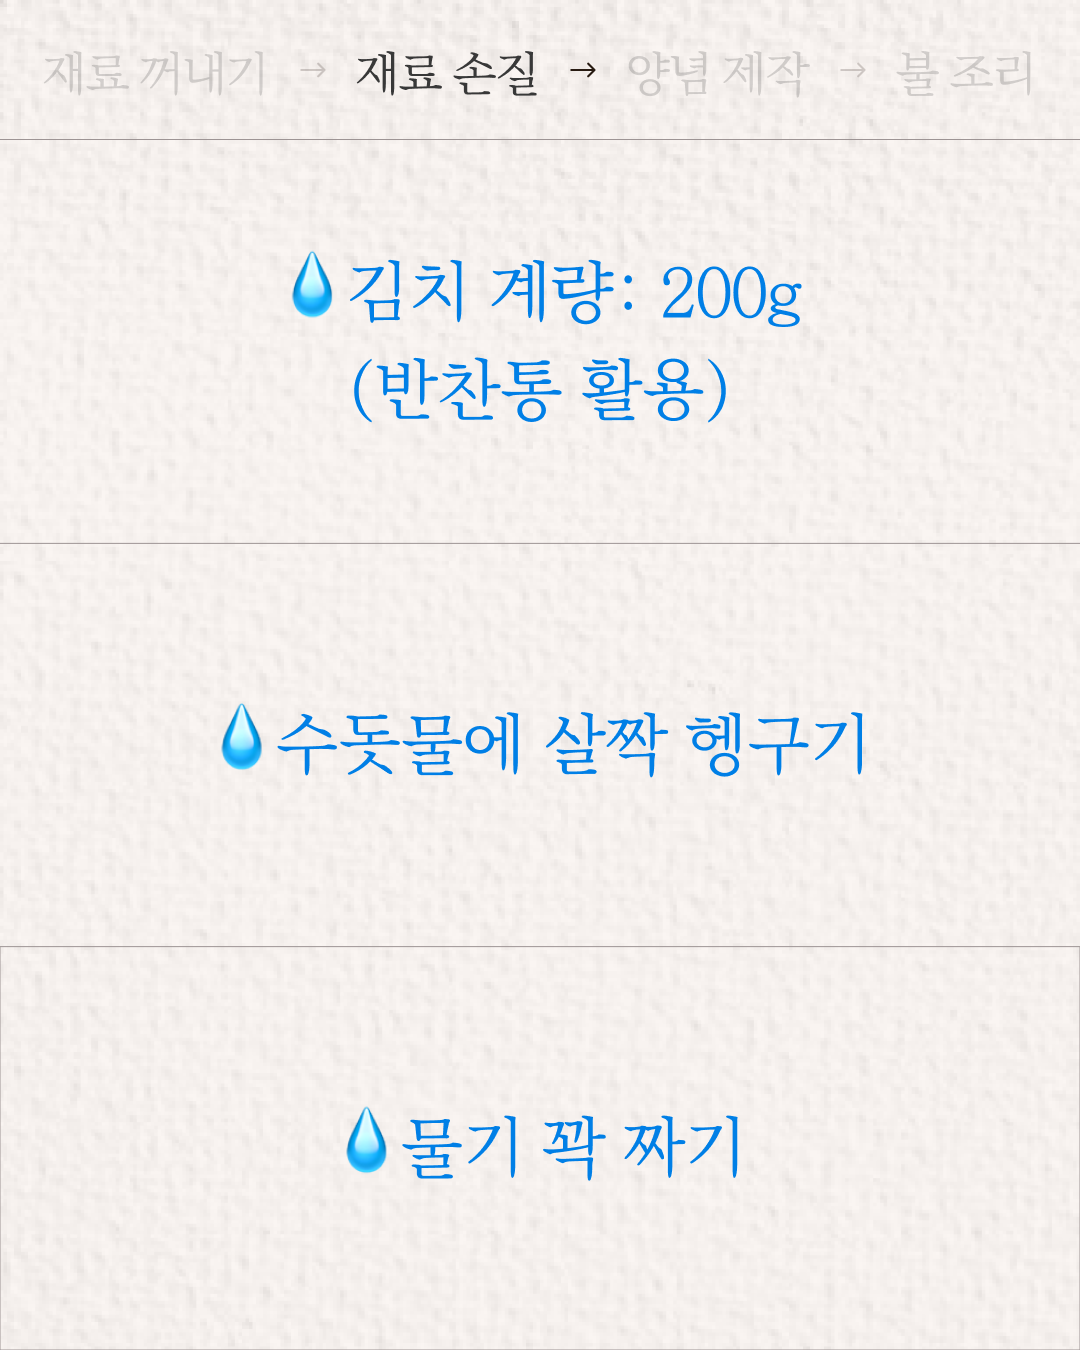 재료 꺼내기 → 재료 손질 → 양념 제작 → 불 조리
💧김치 계량: 200g
(반찬통 활용)
💧수돗물에 살짝 헹구기
💧물기 꽉 짜기